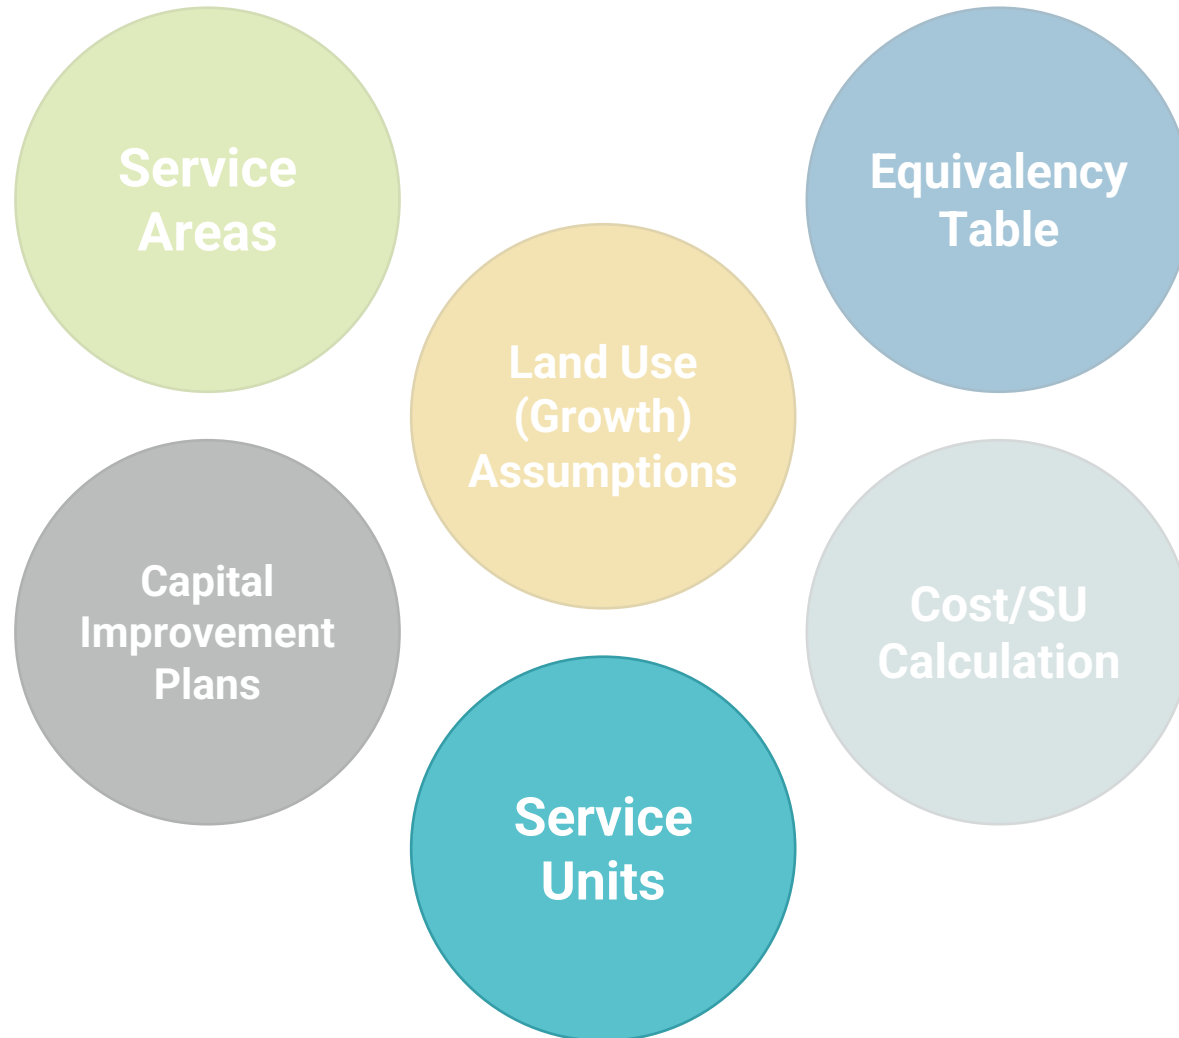 Service
Areas
Equivalency
Table
Land Use
(Growth)
Assumptions
Capital
Improvement
Plans
Cost/SU
Calculation
Service
Units